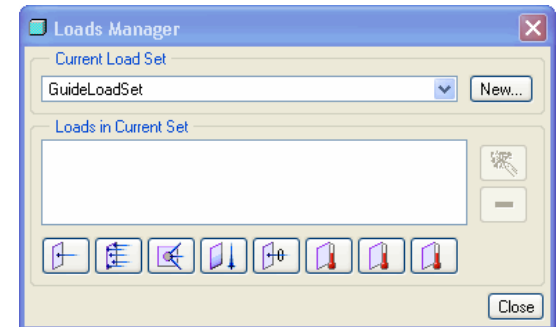 Loads Manager
Current Load Set
GuideLoadSet
New...
Loads in Current Set
Close